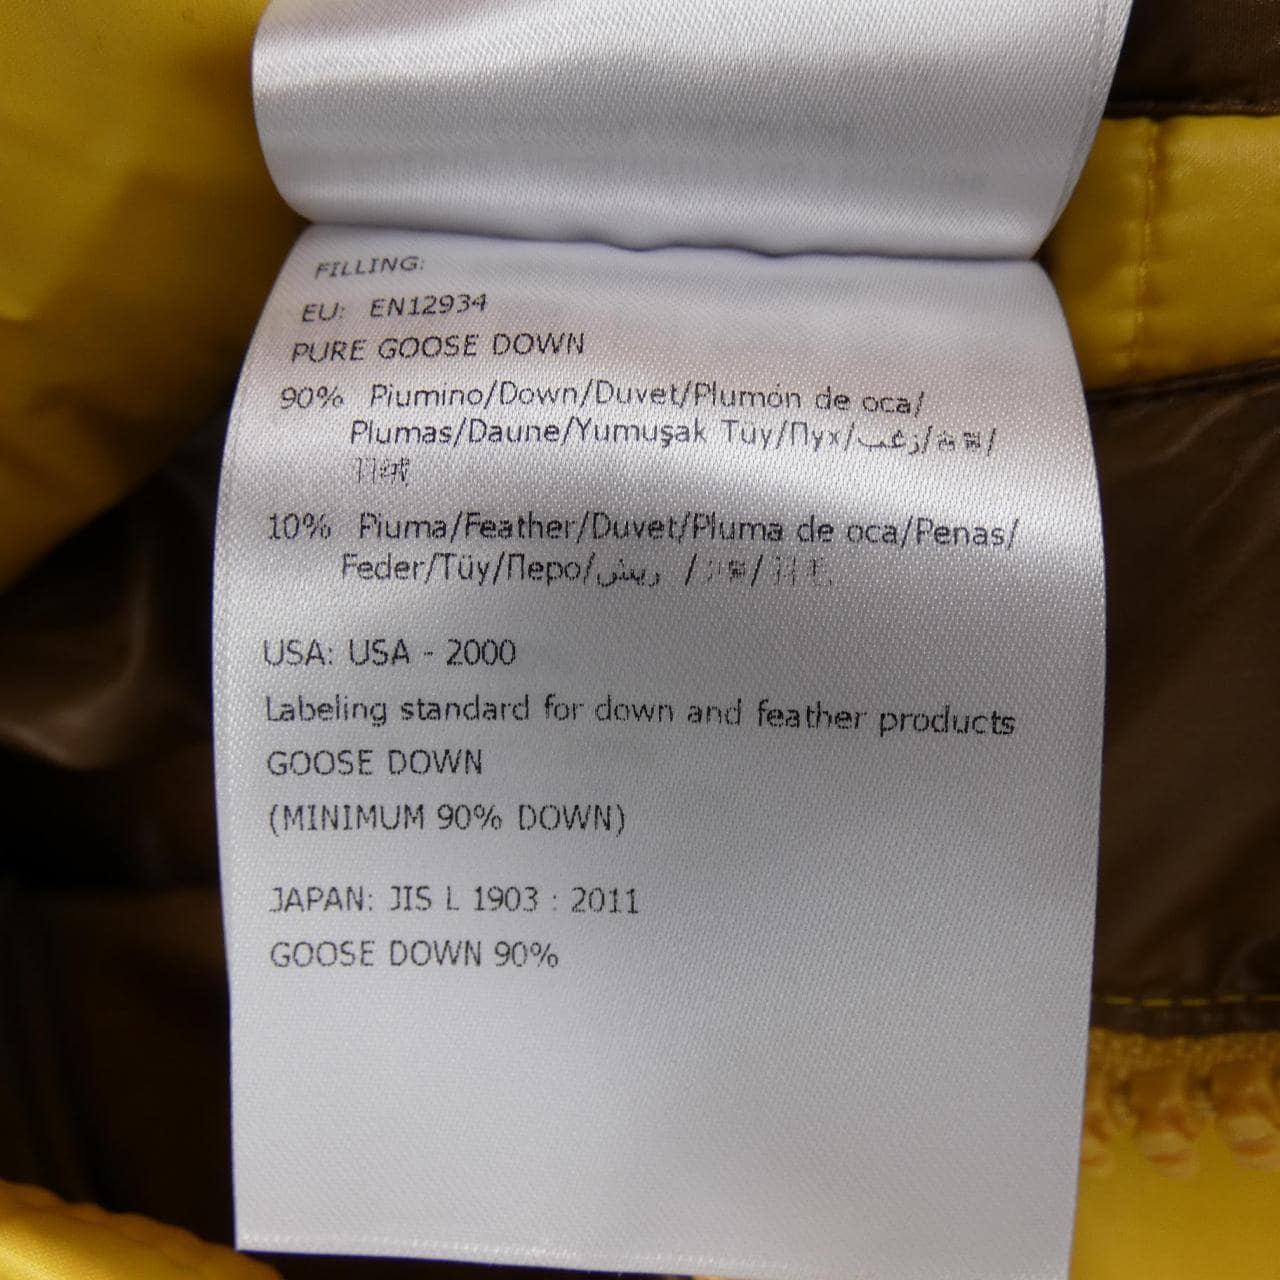 FILLING:
EU: EN12934
PURE GOOSE DOWN
90% Piumino/Down/Duvet/Plumón de oca/
Plumas/Daune/Yumuşak Tüy/Пух/زغب/
10% Piuma/Feather/Duvet/Pluma de oca/Penas/
Feder/Tüy/Перо/ريش /
USA: USA - 2000
Labeling standard for down and feather products
GOOSE DOWN
(MINIMUM 90% DOWN)
JAPAN: JIS L 1903 : 2011
GOOSE DOWN 90%